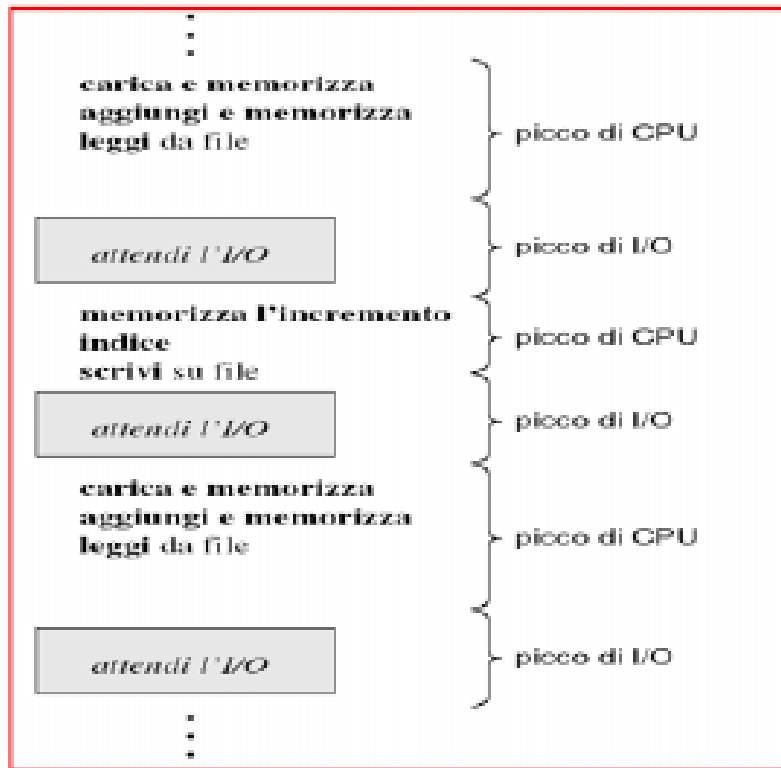 carica e memorizza
aggiungi e memorizza
leggi da file
picco di CPU
attendi l'I/O
picco di I/O
memorizza l'incremento
indice
scrivi su file
picco di CPU
attendi l'I/O
picco di I/O
carica e memorizza
aggiungi e memorizza
leggi da file
picco di CPU
attendi l'I/O
picco di I/O